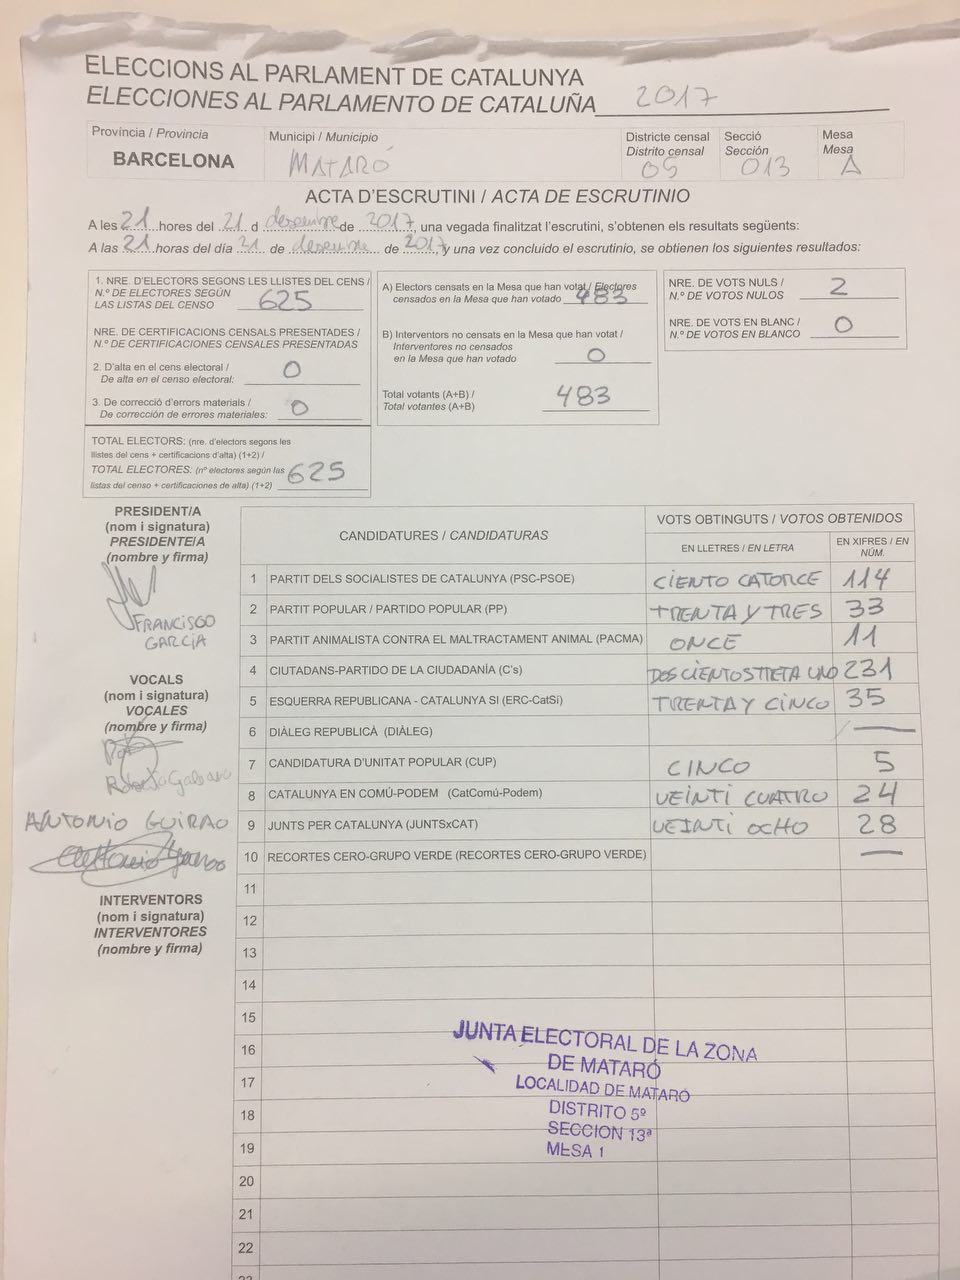 ELECCIONS AL PARLAMENT DE CATALUNYA
ELECCIONES AL PARLAMENTO DE CATALUÑA 2017
Província / Provincia
BARCELONA
Municipi / Municipio
MATARÓ
Districte censal
Distrito censal
05
Secció
Sección
013
Mesa
Mesa
A
ACTA D'ESCRUTINI / ACTA DE ESCRUTINIO
A les 21 hores del 21 d desembre de 2017, una vegada finalitzat l'escrutini, s'obtenen els resultats següents:
A las 21 horas del día 21 de desembre de 2017, y una vez concluido el escrutinio, se obtienen los siguientes resultados:
1. NRE. D'ELECTORS SEGONS LES LLISTES DEL CENS /
N.º DE ELECTORES SEGÚN
LAS LISTAS DEL CENSO 625
NRE. DE CERTIFICACIONS CENSALS PRESENTADES /
N.º DE CERTIFICACIONES CENSALES PRESENTADAS
2. D'alta en el cens electoral /
De alta en el censo electoral: 0
3. De correcció d'errors materials /
De corrección de errores materiales: 0
TOTAL ELECTORS: (nre. d'electors segons les
llistes del cens + certificacions d'alta) (1+2) /
TOTAL ELECTORES: (nº electores según las
listas del censo + certificaciones de alta) (1+2) 625
A) Electors censats en la Mesa que han votat / Electores
censados en la Mesa que han votado 483
B) Interventors no censats en la Mesa que han votat /
Interventores no censados
en la Mesa que han votado 0
Total votants (A+B) /
Total votantes (A+B) 483
NRE. DE VOTS NULS /
N.º DE VOTOS NULOS 2
NRE. DE VOTS EN BLANC /
N.º DE VOTOS EN BLANCO 0
PRESIDENT/A
(nom i signatura)
PRESIDENTE/A
(nombre y firma)
FRANCISCO
GARCÍA
VOCALS
(nom i signatura)
VOCALES
(nombre y firma)
ANTONIO GUIRAO
INTERVENTORS
(nom i signatura)
INTERVENTORES
(nombre y firma)
CANDIDATURES / CANDIDATURAS
VOTS OBTINGUTS / VOTOS OBTENIDOS
EN LLETRES / EN LETRA
EN XIFRES / EN
NÚM.
1 PARTIT DELS SOCIALISTES DE CATALUNYA (PSC-PSOE) CIENTO CATORCE 114
2 PARTIT POPULAR / PARTIDO POPULAR (PP) TRENTA Y TRES 33
3 PARTIT ANIMALISTA CONTRA EL MALTRACTAMENT ANIMAL (PACMA) ONCE 11
4 CIUTADANS-PARTIDO DE LA CIUDADANÍA (C's) 231
5 ESQUERRA REPUBLICANA - CATALUNYA SI (ERC-CatSí) TRENTA Y CINCO 35
6 DIÀLEG REPUBLICÀ (DIÀLEG) —
7 CANDIDATURA D'UNITAT POPULAR (CUP) CINCO 5
8 CATALUNYA EN COMÚ-PODEM (CatComú-Podem) VEINTI CUATRO 24
9 JUNTS PER CATALUNYA (JUNTSxCAT) VEINTI OCHO 28
10 RECORTES CERO-GRUPO VERDE (RECORTES CERO-GRUPO VERDE) —
11
12
13
14
15
16
17
18
19
20
21
22
23
JUNTA ELECTORAL DE LA ZONA
DE MATARÓ
LOCALIDAD DE MATARÓ
DISTRITO 5º
SECCION 13ª
MESA 1